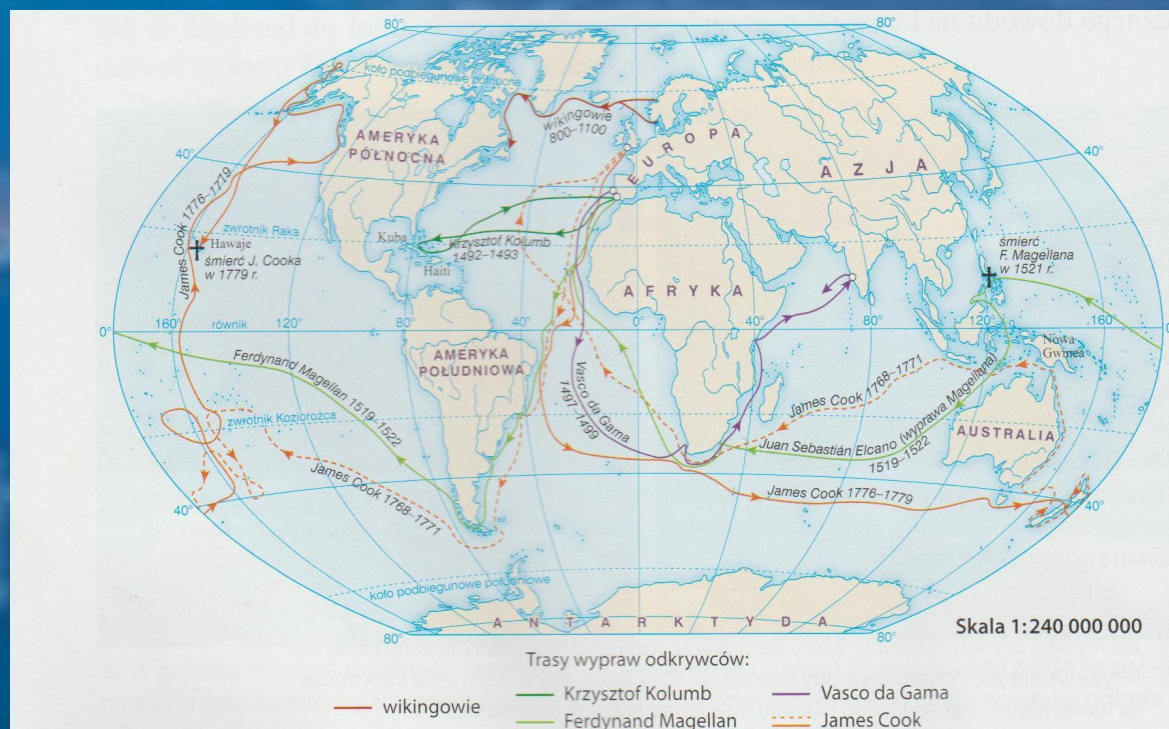 cznego dowodu na k
80°
80°
koło podbiegunowe północne
wikingowie
800–1100
AMERYKA
PÓŁNOCNA
EUROPA
AZJA
40°
40°
James Cook 1776–1719
zwrotnik Raka
Kuba
Krzysztof Kolumb
1492–1493
Haiti
Hawaje
śmierć J. Cooka
w 1779 r.
śmierć
F. Magellana
w 1521 r.
AFRYKA
0°
160°
równik
120°
80°
40°
0°
40°
80°
120°
160°
0°
Nowa
Gwinea
Ferdynand Magellan 1519–1522
AMERYKA
POŁUDNIOWA
Vasco da Gama
1497–1499
James Cook 1768–1771
zwrotnik Koziorożca
Juan Sebastián Elcano (wyprawa Magellana)
1519–1522
AUSTRALIA
James Cook 1768–1771
James Cook 1776–1779
40°
40°
koło podbiegunowe południowe
ANTARKTYDA
80°
80°
Skala 1:240 000 000
Trasy wypraw odkrywców:
wikingowie
Krzysztof Kolumb
Ferdynand Magellan
Vasco da Gama
James Cook